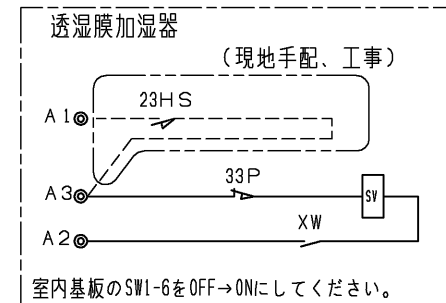 透湿膜加湿器
(現地手配、工事)
23HS
A1
33P
A3
SV
XW
A2
室内基板のSW1-6をOFF→ONにしてください。